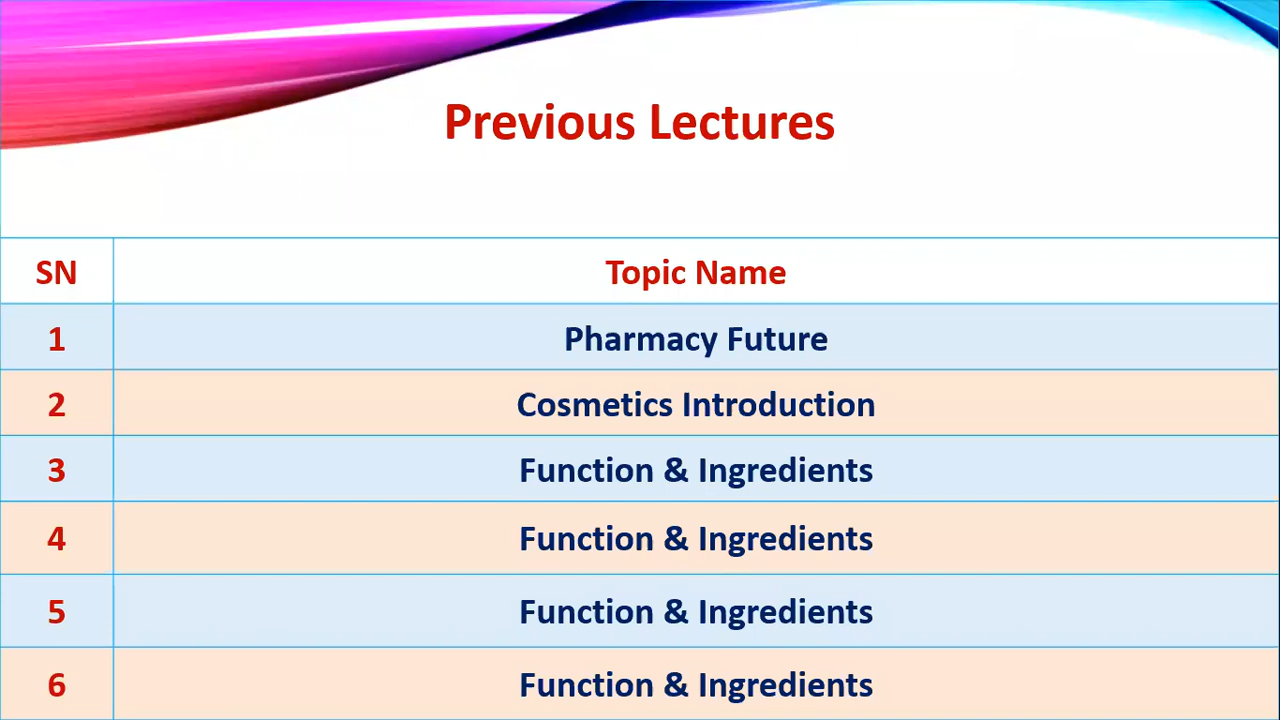 Previous Lectures
SN Topic Name
1 Pharmacy Future
2 Cosmetics Introduction
3 Function & Ingredients
4 Function & Ingredients
5 Function & Ingredients
6 Function & Ingredients